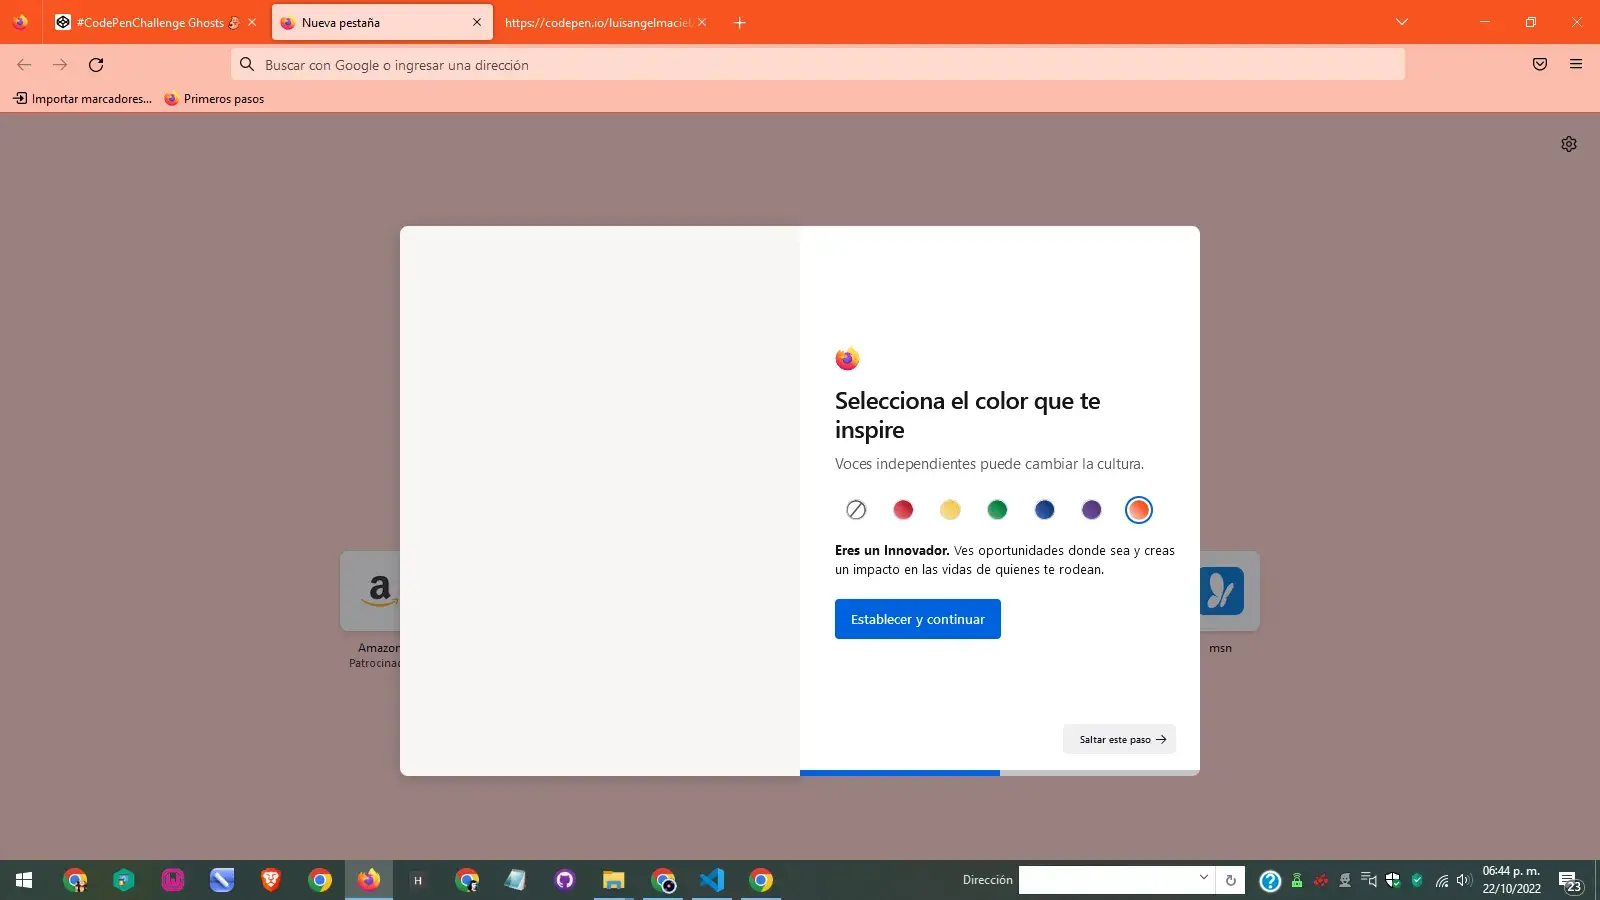 #CodePenChallenge Ghosts
Nueva pestaña
https://codepen.io/luisangelmaciel
Buscar con Google o ingresar una dirección
Importar marcadores...
Primeros pasos
Selecciona el color que te
inspire
Voces independientes puede cambiar la cultura.
Eres un Innovador. Ves oportunidades donde sea y creas
un impacto en las vidas de quienes te rodean.
Establecer y continuar
Amazon
Patrocinad
msn
Saltar este paso
H
Dirección
06:44 p. m.
22/10/2022
23